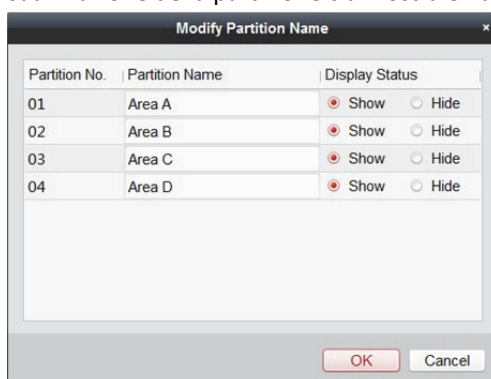 Modify Partition Name ×
Partition No. Partition Name Display Status
01 Area A Show Hide
02 Area B Show Hide
03 Area C Show Hide
04 Area D Show Hide
OK Cancel